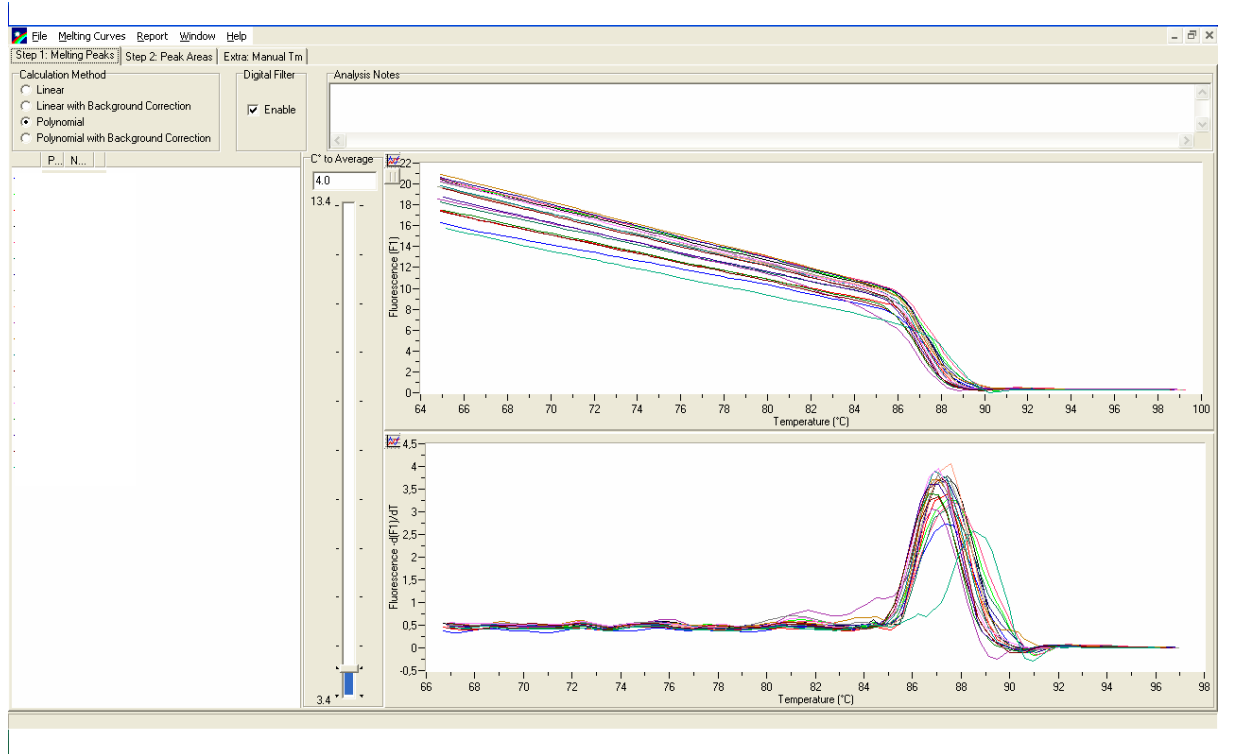 File Melting Curves Report Window Help
Step 1: Melting Peaks Step 2: Peak Areas Extra: Manual Tm
Calculation Method Digital Filter Analysis Notes
Linear
Linear with Background Correction
Enable
Polynomial
Polynomial with Background Correction
P... N...
C° to Average
4.0
13.4
3.4
22
20
18
16
14
12
10
8
6
4
2
0
Fluorescence (F1)
64 66 68 70 72 74 76 78 80 82 84 86 88 90 92 94 96 98 100
Temperature (°C)
4,5
4
3,5
3
2,5
2
1,5
1
0,5
0
-0,5
Fluorescence -d(F1)/dT
66 68 70 72 74 76 78 80 82 84 86 88 90 92 94 96 98
Temperature (°C)